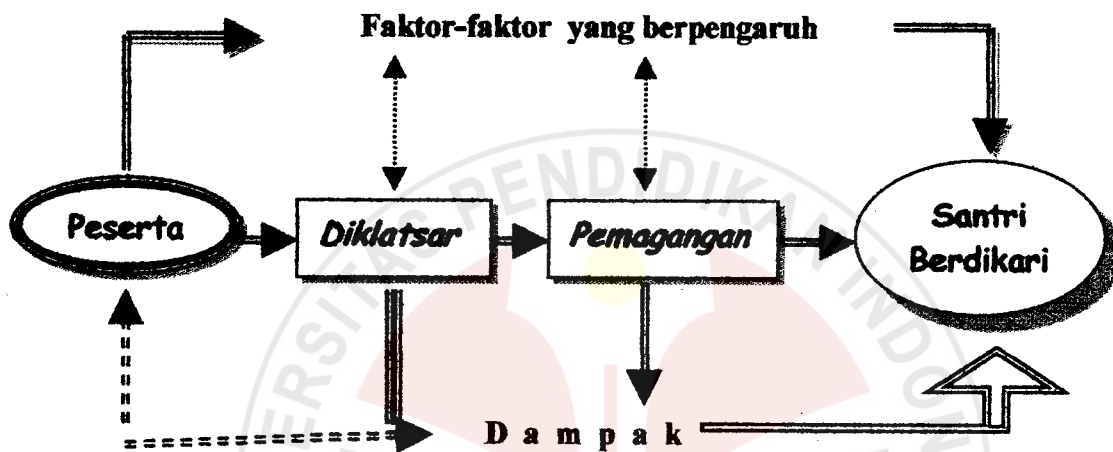 Faktor-faktor yang berpengaruh
Peserta
Diklatsar
Pemagangan
Santri
Berdikari
D a m p a k